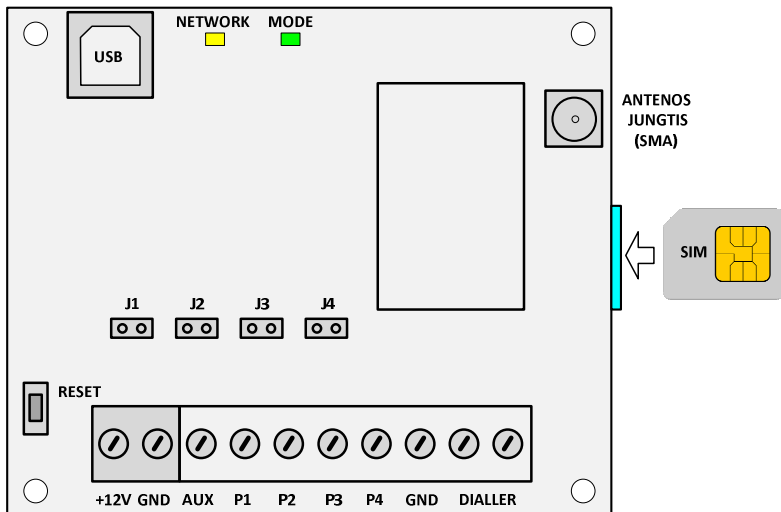 NETWORK MODE
USB
ANTENOS
JUNGTIS
(SMA)
SIM
J1 J2 J3 J4
RESET
+12V GND AUX P1 P2 P3 P4 GND DIALLER